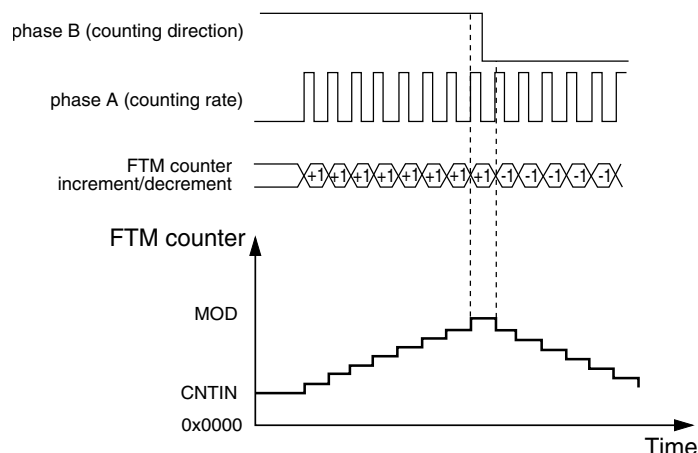 phase B (counting direction)
phase A (counting rate)
FTM counter
increment/decrement
+1 +1 +1 +1 +1 +1 +1 +1 -1 -1 -1 -1 -1
FTM counter
MOD
CNTIN
0x0000
Time